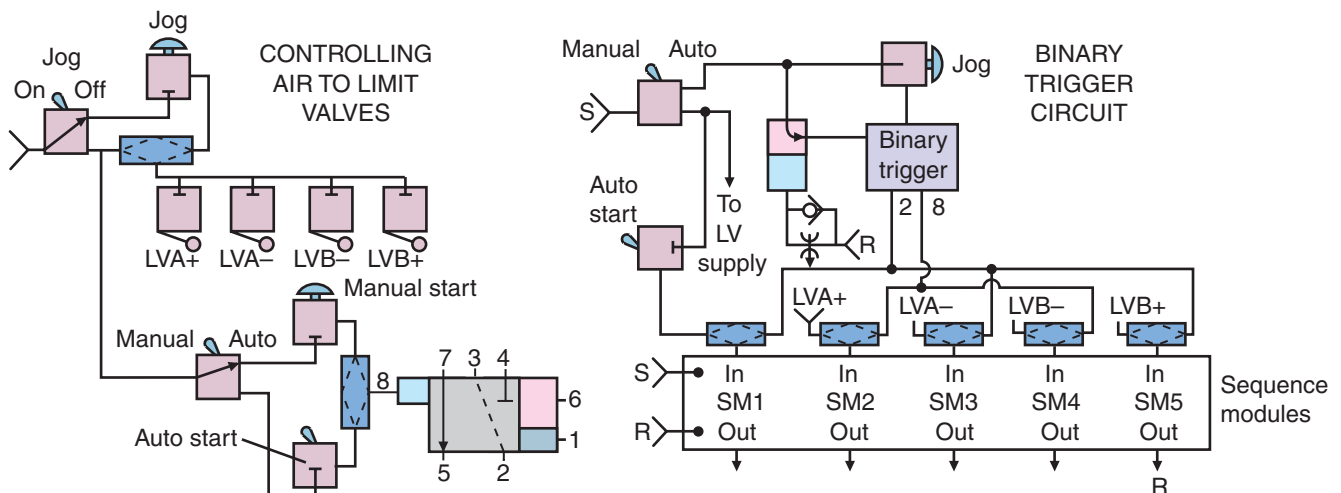 Jog
CONTROLLING
AIR TO LIMIT
VALVES
Jog
On Off
LVA+ LVA– LVB– LVB+
Manual start
Manual Auto
Auto start
8
7 3 4
6
1
5 2
BINARY
TRIGGER
CIRCUIT
Manual Auto
Jog
S
Binary
trigger
2 8
Auto
start
To
LV
supply
R
LVA+ LVA– LVB– LVB+
S
In In In In In
SM1 SM2 SM3 SM4 SM5
R
Out Out Out Out Out
Sequence
modules
R